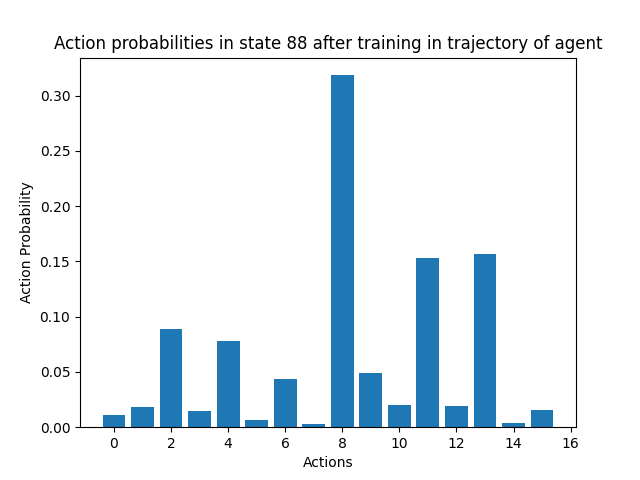 Action probabilities in state 88 after training in trajectory of agent
0.30
0.25
0.20
0.15
0.10
0.05
0.00
Action Probability
0 2 4 6 8 10 12 14 16
Actions